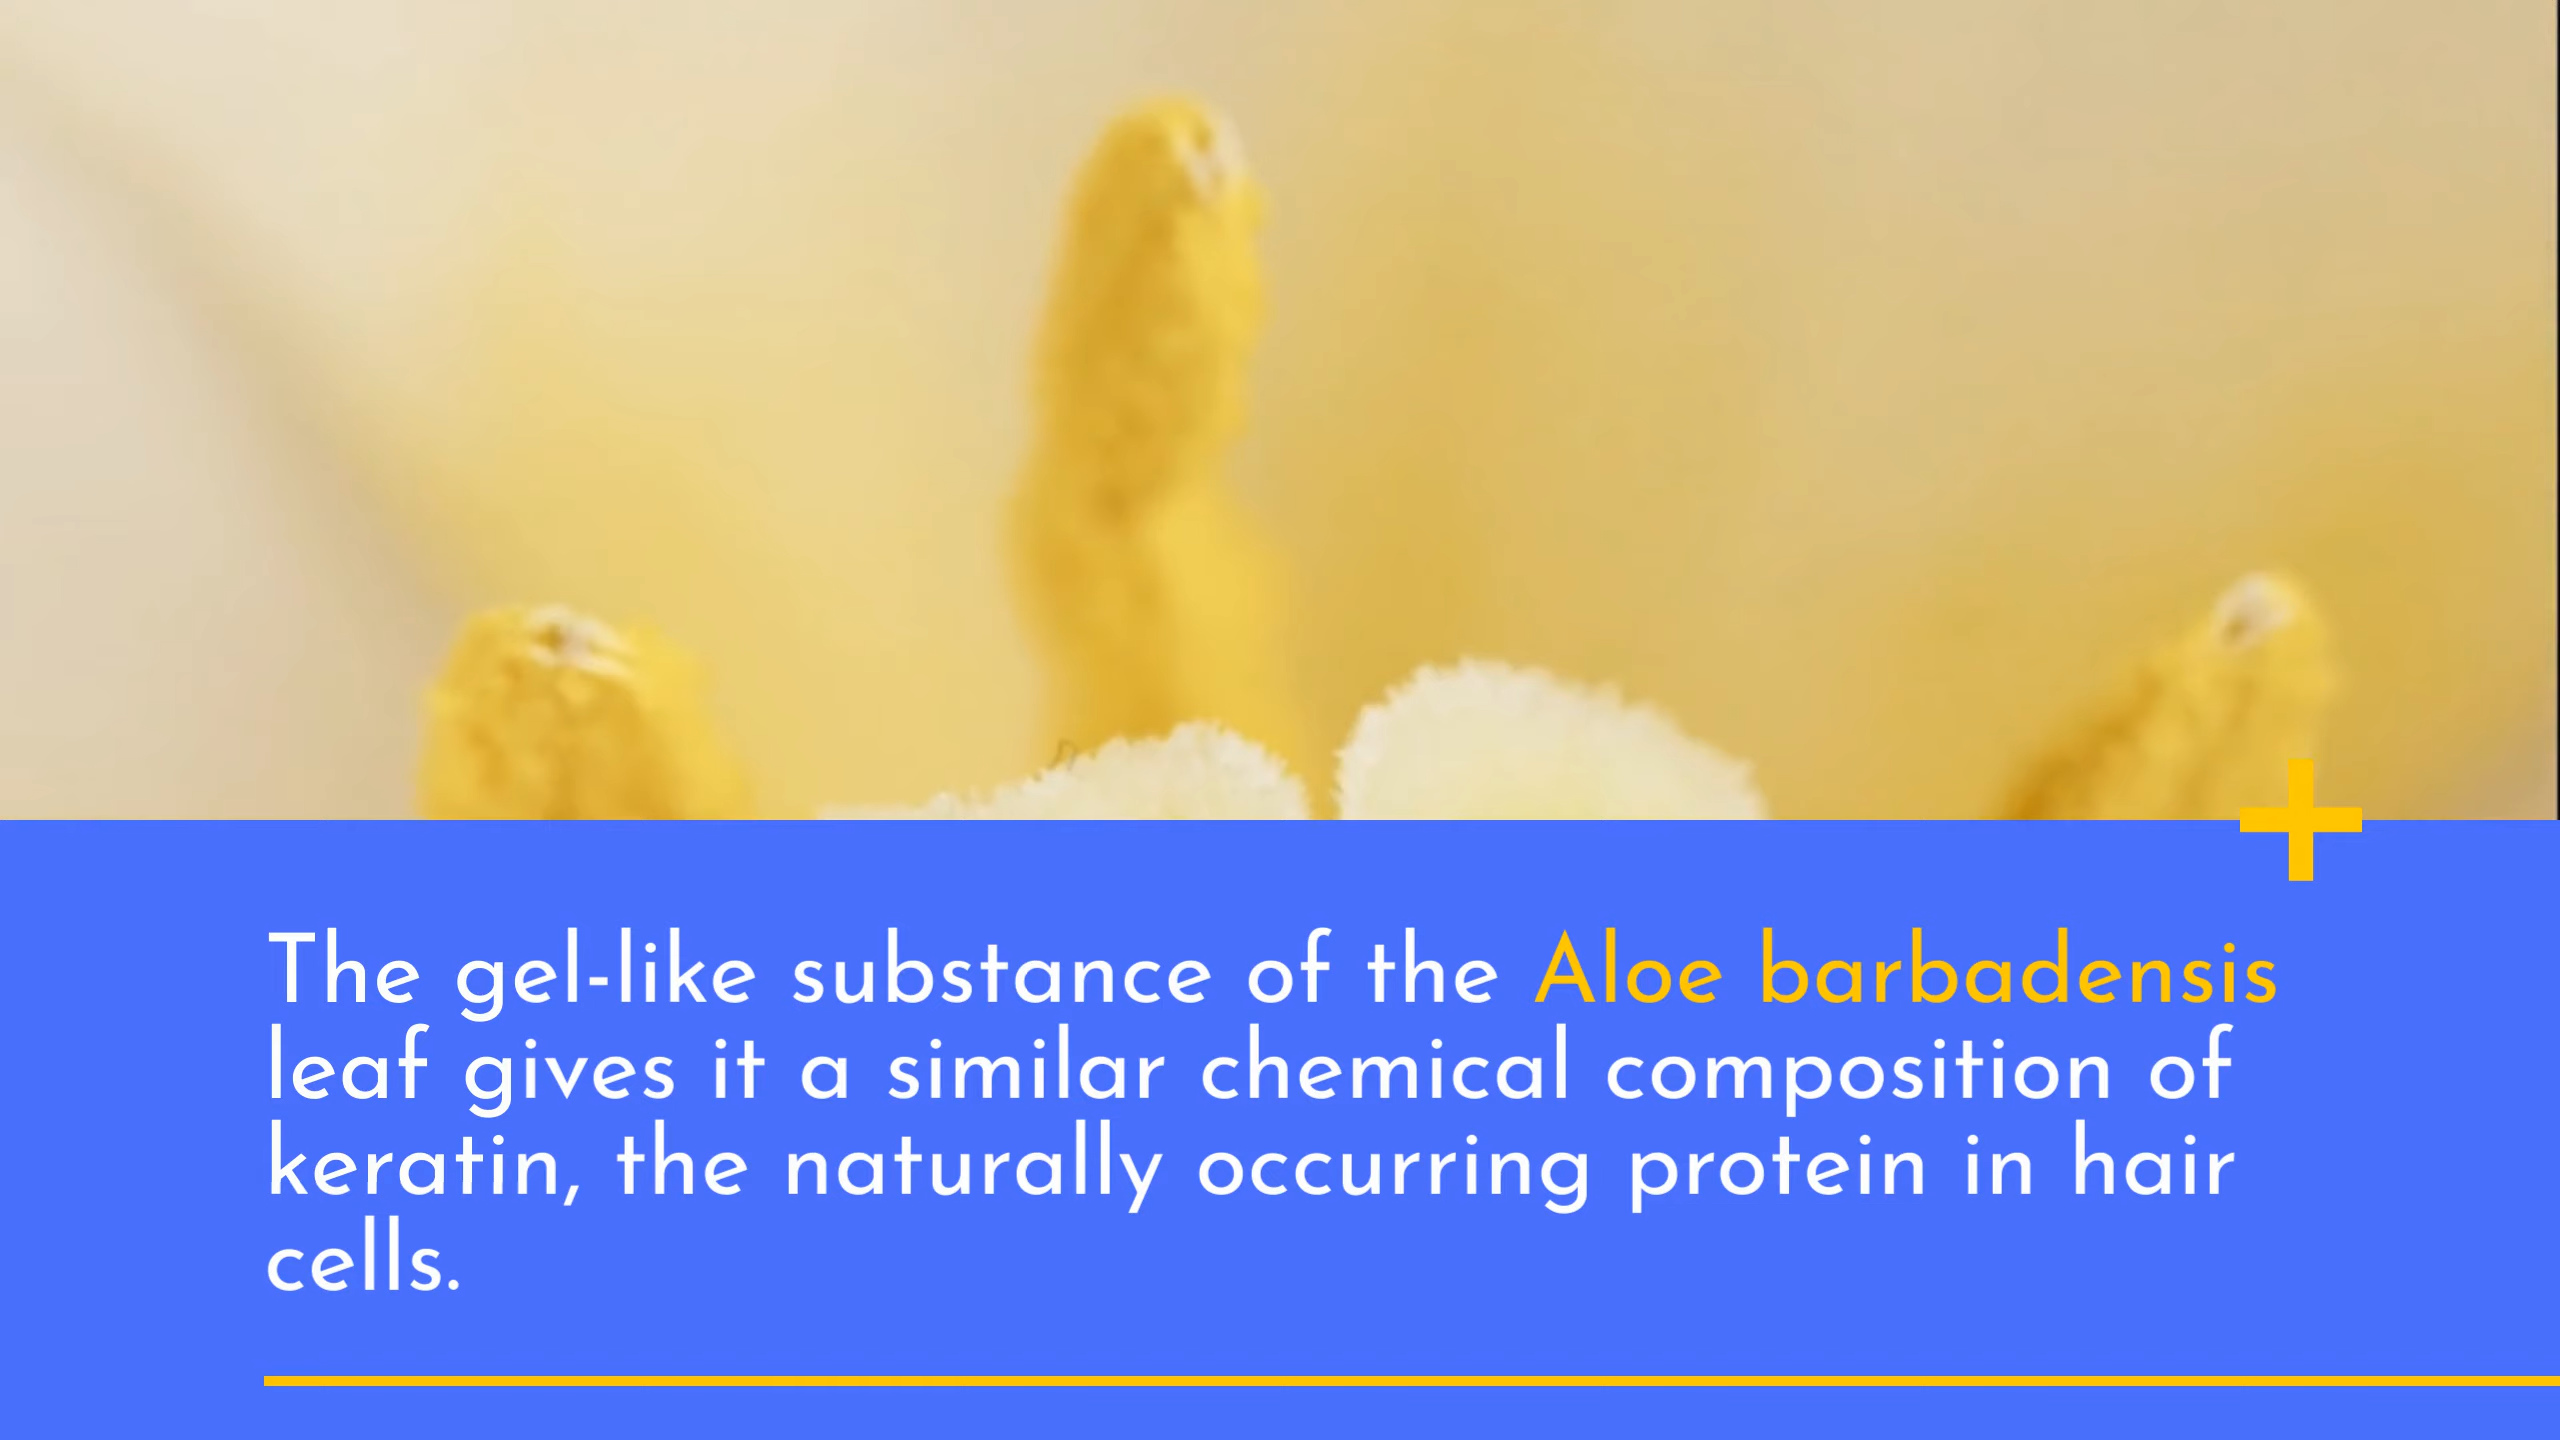 The gel-like substance of the Aloe barbadensis
leaf gives it a similar chemical composition of
keratin, the naturally occurring protein in hair
cells.